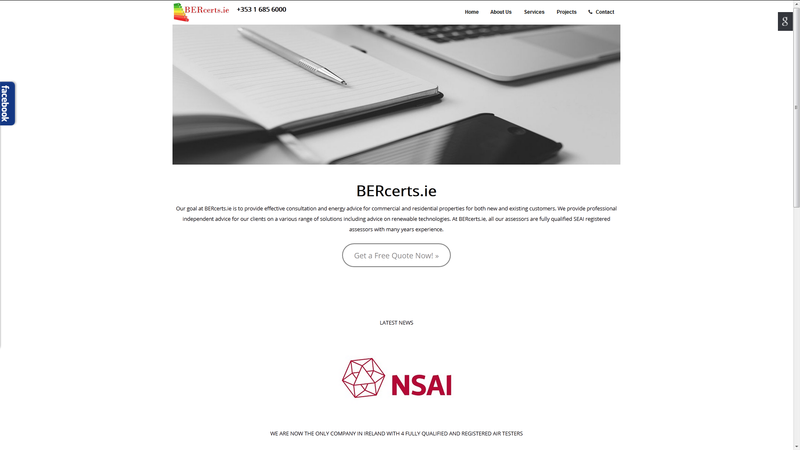 BERcerts.ie
+353 1 685 6000
Home
About Us
Services
Projects
Contact
facebook
g
BERcerts.ie
Our goal at BERcerts.ie is to provide effective consultation and energy advice for commercial and residential properties for both new and existing customers. We provide professional
independent advice for our clients on a various range of solutions including advice on renewable technologies. At BERcerts.ie, all our assessors are fully qualified SEAI registered
assessors with many years experience.
Get a Free Quote Now! »
LATEST NEWS
NSAI
WE ARE NOW THE ONLY COMPANY IN IRELAND WITH 4 FULLY QUALIFIED AND REGISTERED AIR TESTERS